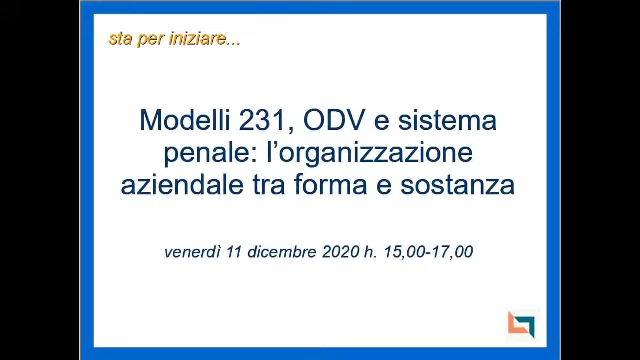 sta per iniziare...
Modelli 231, ODV e sistema
penale: l'organizzazione
aziendale tra forma e sostanza
venerdì 11 dicembre 2020 h. 15,00-17,00